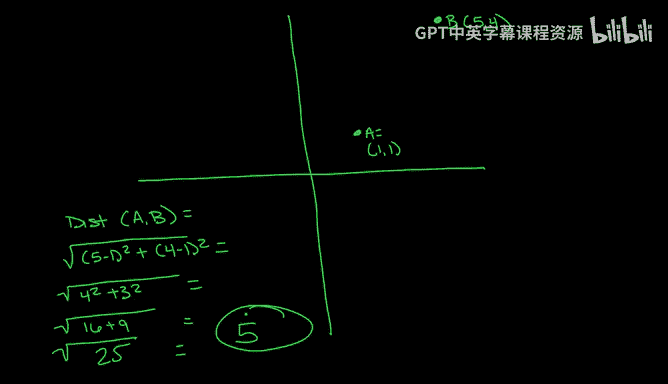 B (5,4)
GPT中英字幕课程资源 bilibili
A=
(1,1)
Dist (A,B) =
√(5-1)² + (4-1)² =
√4²+3² =
√16+9 =
√25 = 5